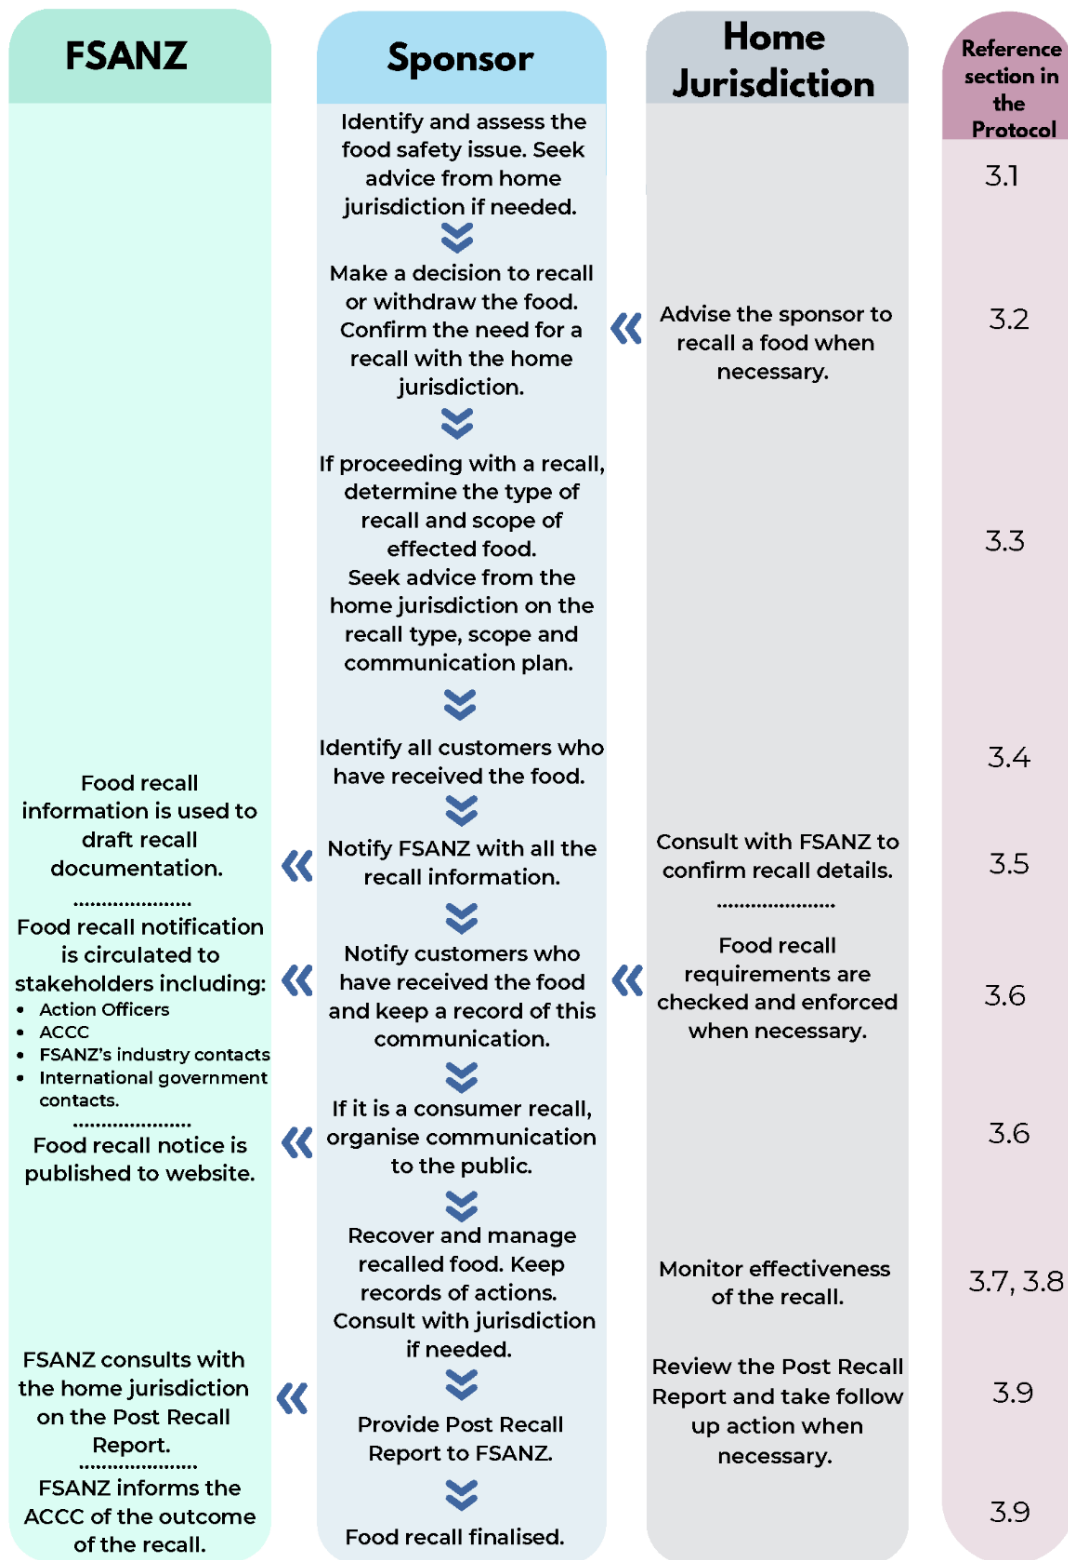 FSANZ
Food recall
information is used to
draft recall
documentation.
.....................
Food recall notification
is circulated to
stakeholders including:
• Action Officers
• ACCC
• FSANZ's industry contacts
• International government
contacts.
.....................
Food recall notice is
published to website.
FSANZ consults with
the home jurisdiction
on the Post Recall
Report.
.....................
FSANZ informs the
ACCC of the outcome
of the recall.
Sponsor
Identify and assess the
food safety issue. Seek
advice from home
jurisdiction if needed.
Make a decision to recall
or withdraw the food.
Confirm the need for a
recall with the home
jurisdiction.
If proceeding with a recall,
determine the type of
recall and scope of
effected food.
Seek advice from the
home jurisdiction on the
recall type, scope and
communication plan.
Identify all customers who
have received the food.
Notify FSANZ with all the
recall information.
Notify customers who
have received the food
and keep a record of this
communication.
If it is a consumer recall,
organise communication
to the public.
Recover and manage
recalled food. Keep
records of actions.
Consult with jurisdiction
if needed.
Provide Post Recall
Report to FSANZ.
Food recall finalised.
Home
Jurisdiction
Advise the sponsor to
recall a food when
necessary.
Consult with FSANZ to
confirm recall details.
.....................
Food recall
requirements are
checked and enforced
when necessary.
Monitor effectiveness
of the recall.
Review the Post Recall
Report and take follow
up action when
necessary.
Reference
section in
the
Protocol
3.1
3.2
3.3
3.4
3.5
3.6
3.6
3.7, 3.8
3.9
3.9